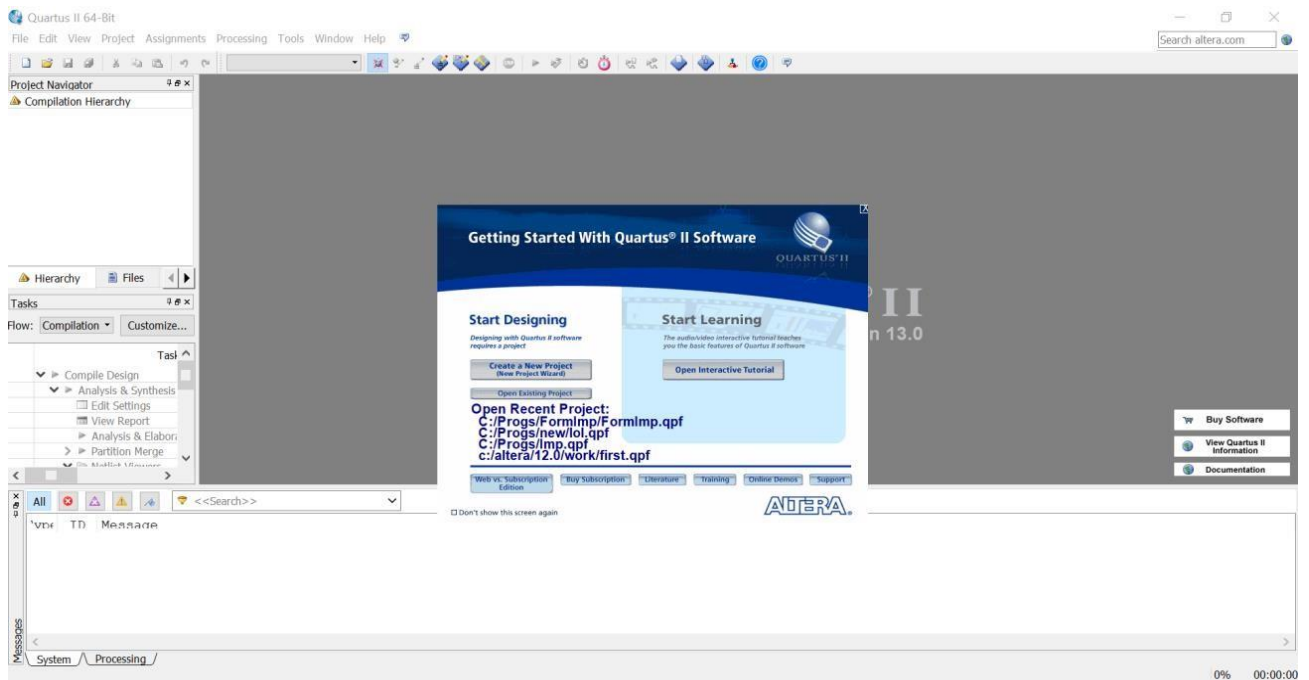 Quartus II 64-Bit
File Edit View Project Assignments Processing Tools Window Help
Search altera.com
Project Navigator
Compilation Hierarchy
Hierarchy Files
Tasks
Flow: Compilation Customize...
Compile Design
Analysis & Synthesis
Edit Settings
View Report
Partition Merge
Getting Started With Quartus® II Software
QUARTUS®II
Start Designing
Designing with Quartus II software
requires a project
Create a New Project
(New Project Wizard)
Open Existing Project
Open Recent Project:
C:/Progs/FormImp/FormImp.qpf
C:/Progs/new/lol.qpf
C:/Progs/Imp.qpf
c:/altera/12.0/work/first.qpf
Start Learning
The audio/video interactive tutorial teaches
you the basic features of Quartus II software
Open Interactive Tutorial
Web vs. Subscription
Edition
Buy Subscription
Literature
Training
Online Demos
Support
Don't show this screen again
ALTERA.
II
n 13.0
Buy Software
View Quartus II
Information
Documentation
All <<Search>>
ID Message
Messages
System Processing
0% 00:00:00